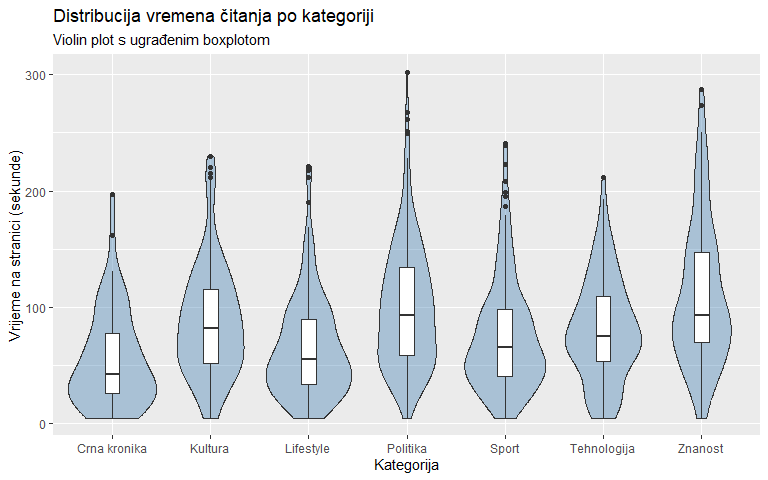 Distribucija vremena čitanja po kategoriji
Violin plot s ugrađenim boxplotom
Vrijeme na stranici (sekunde)
300
200
100
0
Crna kronika Kultura Lifestyle Politika Sport Tehnologija Znanost
Kategorija